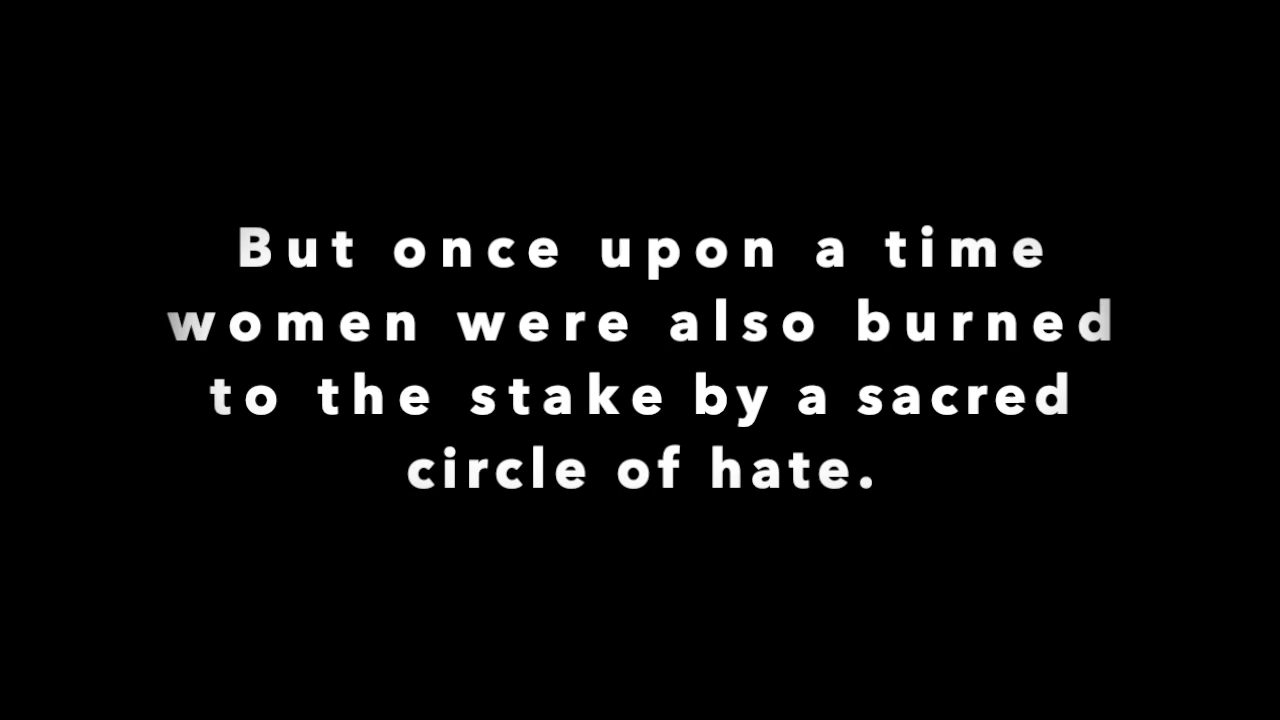 But once upon a time
women were also burned
to the stake by a sacred
circle of hate.